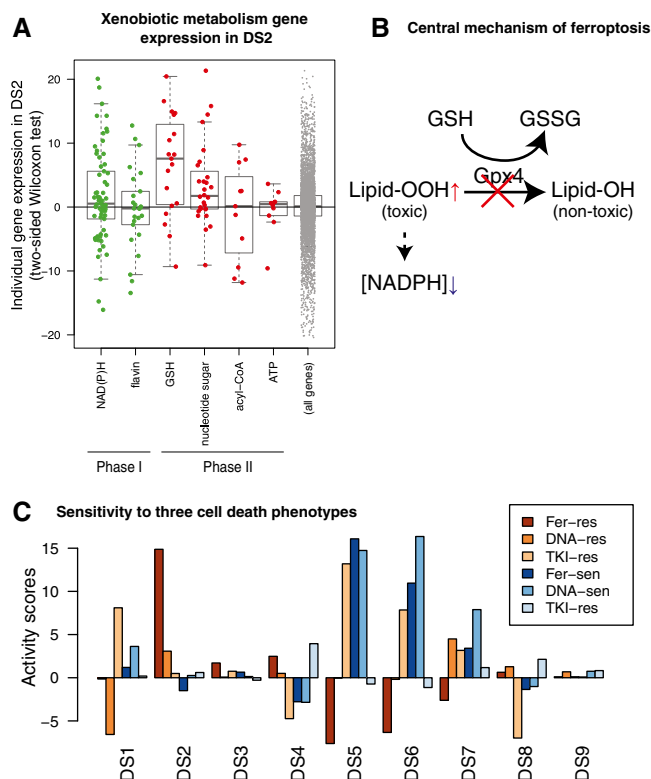 A
Xenobiotic metabolism gene
expression in DS2
Individual gene expression in DS2
(two-sided Wilcoxon test)
20
10
0
−10
−20
NAD(P)H
flavin
GSH
nucleotide sugar
acyl−CoA
ATP
(all genes)
Phase I
Phase II
B
Central mechanism of ferroptosis
GSH
GSSG
Gpx4
Lipid-OOH↑
Lipid-OH
(toxic)
(non-toxic)
[NADPH]↓
C
Sensitivity to three cell death phenotypes
Activity scores
15
10
5
0
−5
Fer−res
DNA−res
TKI−res
Fer−sen
DNA−sen
TKI−res
DS1
DS2
DS3
DS4
DS5
DS6
DS7
DS8
DS9